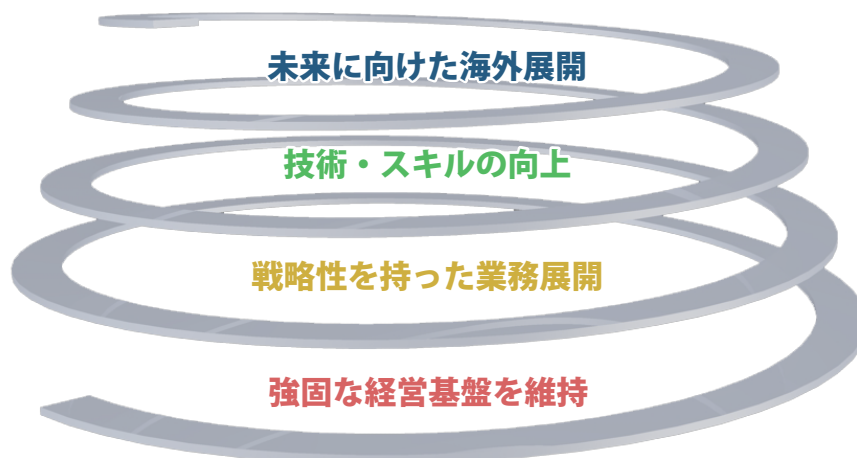 未来に向けた海外展開
技術・スキルの向上
戦略性を持った業務展開
強固な経営基盤を維持